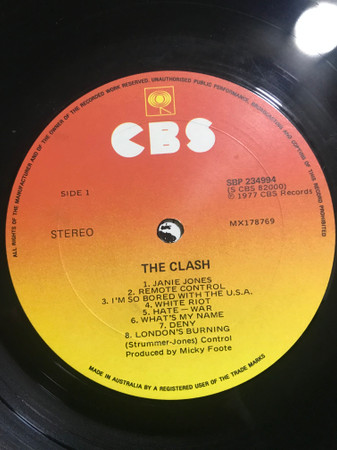 ALL RIGHTS OF THE MANUFACTURER AND OF THE OWNER OF THE RECORDED WORK RESERVED. UNAUTHORISED PUBLIC PERFORMANCE, BROADCASTING AND COPYING OF THIS RECORD PROHIBITED
CBS
SIDE 1
SBP 234994
(S CBS 82000)
℗ 1977 CBS Records
STEREO
MX178769
THE CLASH
1. JANIE JONES
2. REMOTE CONTROL
3. I'M SO BORED WITH THE U.S.A.
4. WHITE RIOT
5. HATE — WAR
6. WHAT'S MY NAME
7. DENY
8. LONDON'S BURNING
(Strummer-Jones) Control
Produced by Micky Foote
MADE IN AUSTRALIA BY A REGISTERED USER OF THE TRADE MARKS